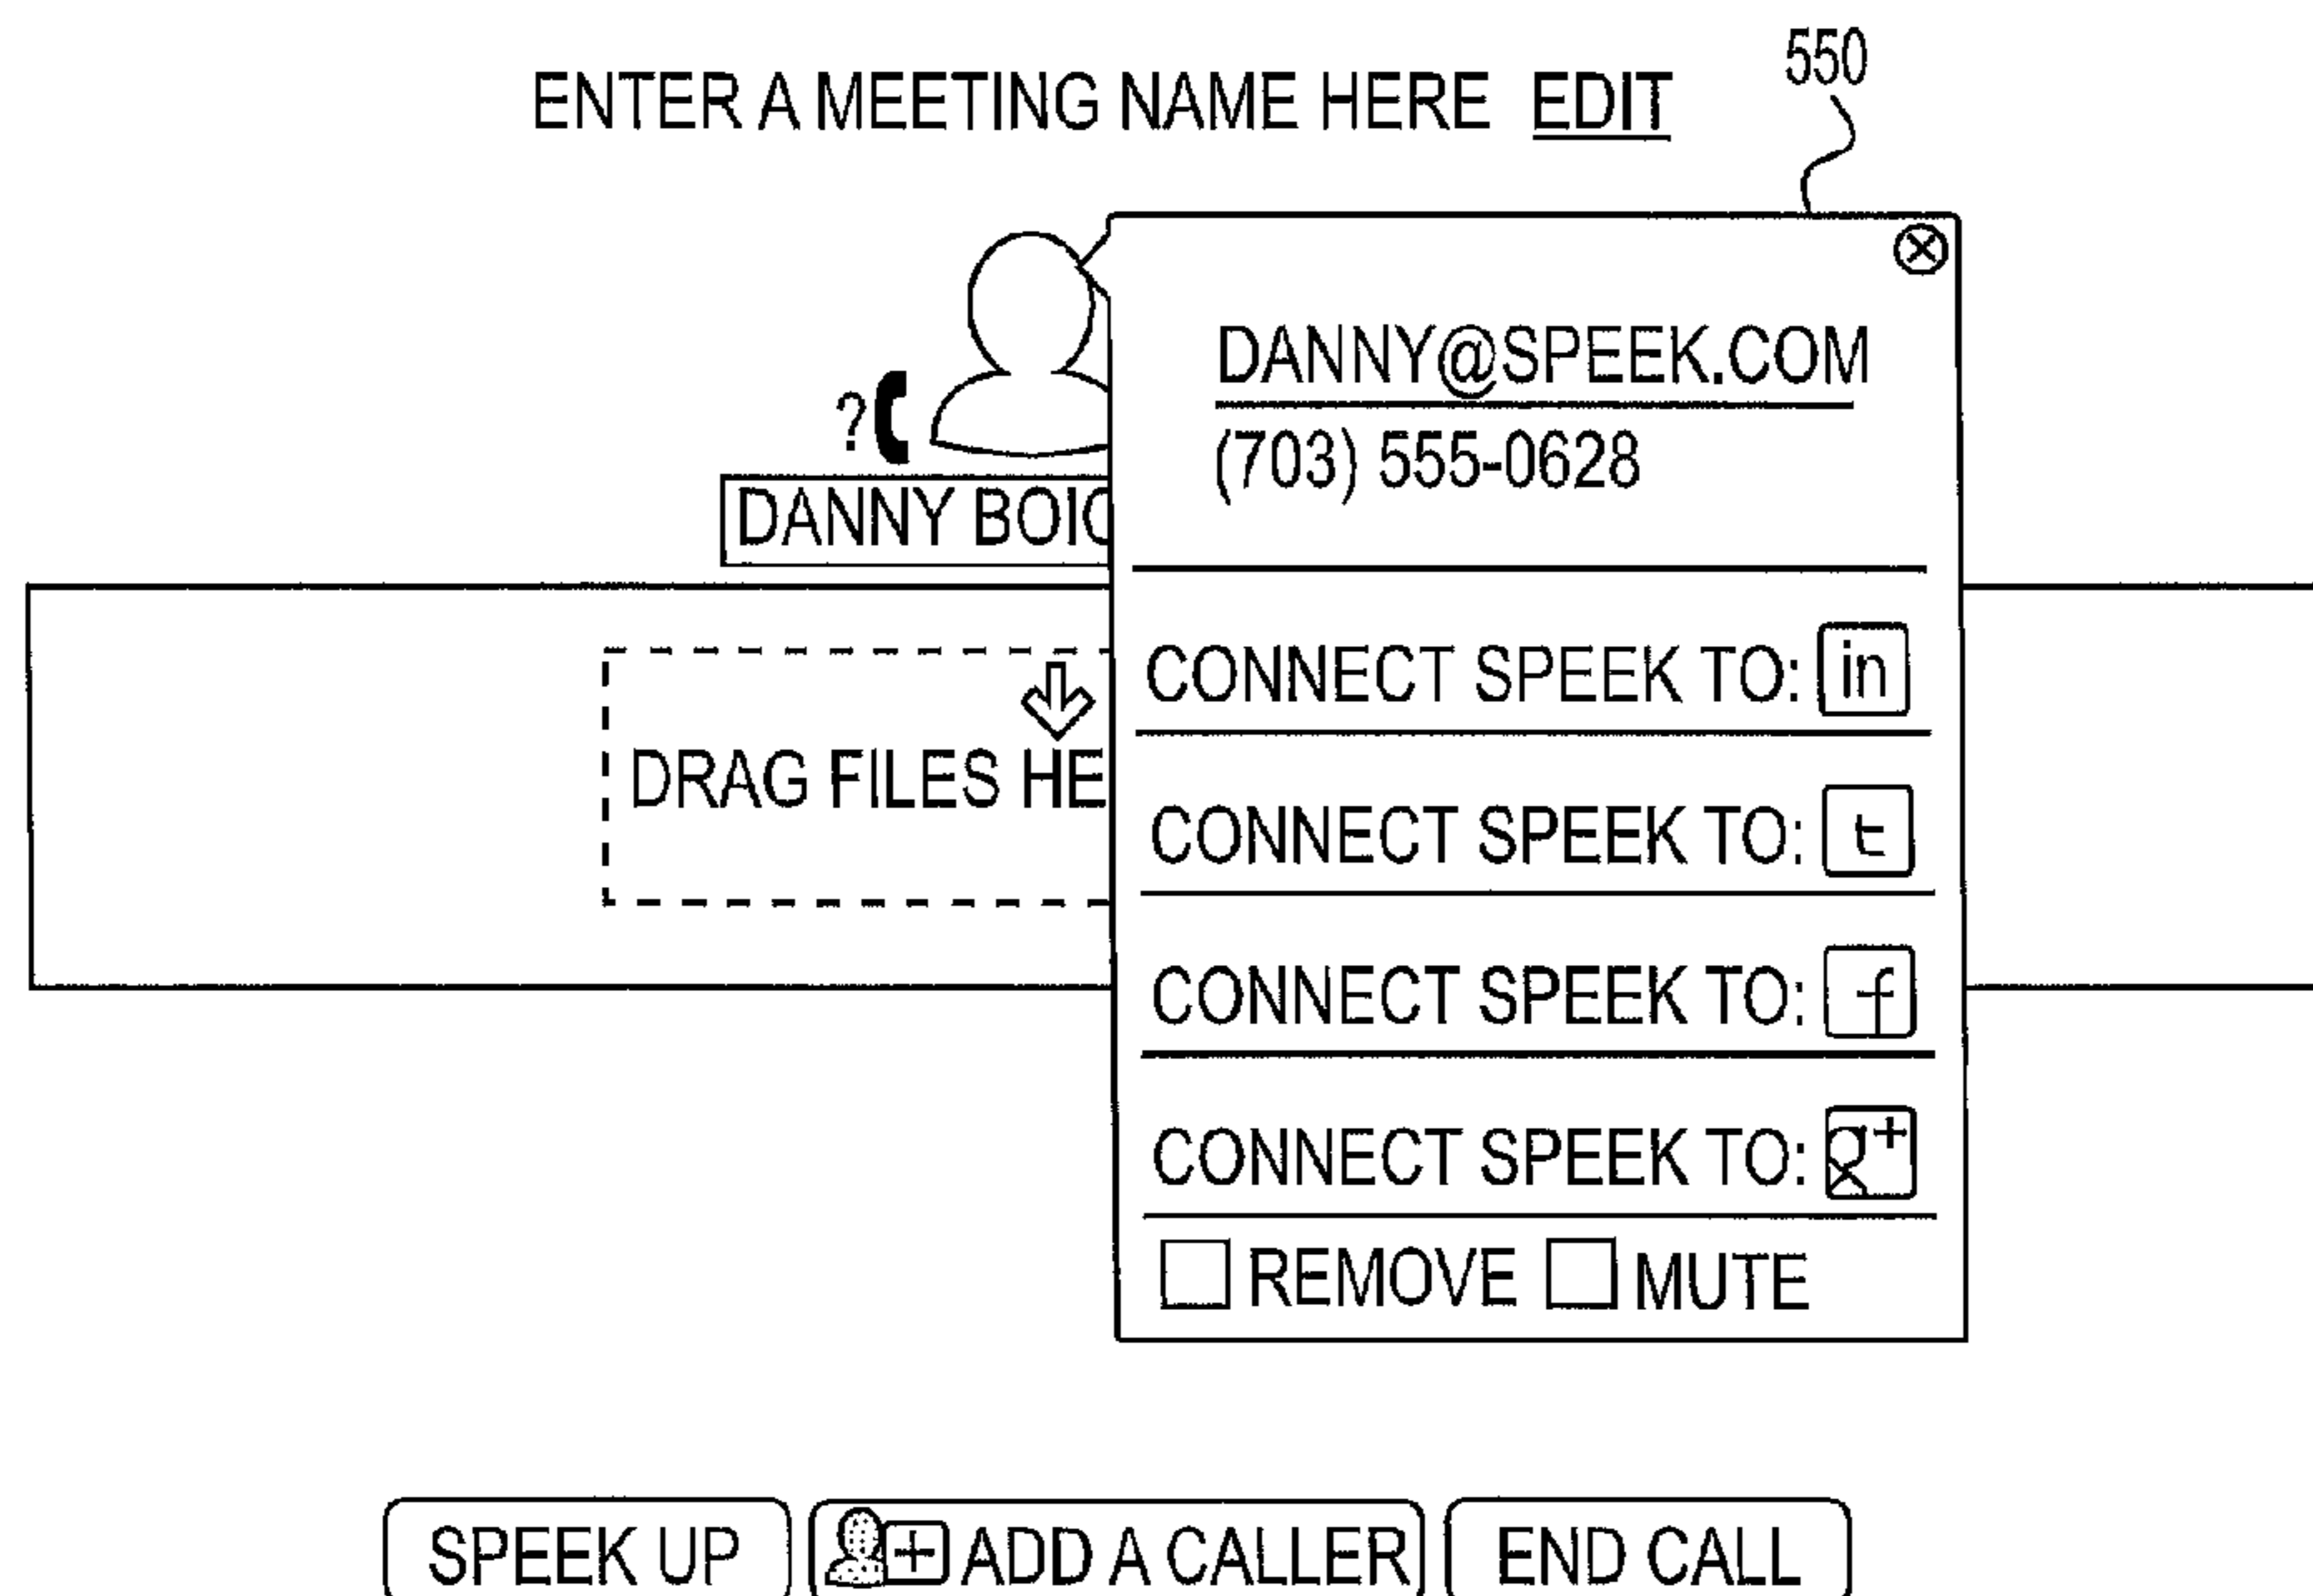 550
ENTER A MEETING NAME HERE EDIT
DANNY@SPEEK.COM
(703) 555-0628
?
DANNY BOIC
CONNECT SPEEK TO: in
DRAG FILES HE
CONNECT SPEEK TO: t
CONNECT SPEEK TO: f
CONNECT SPEEK TO: g+
REMOVE MUTE
SPEEK UP ADD A CALLER END CALL